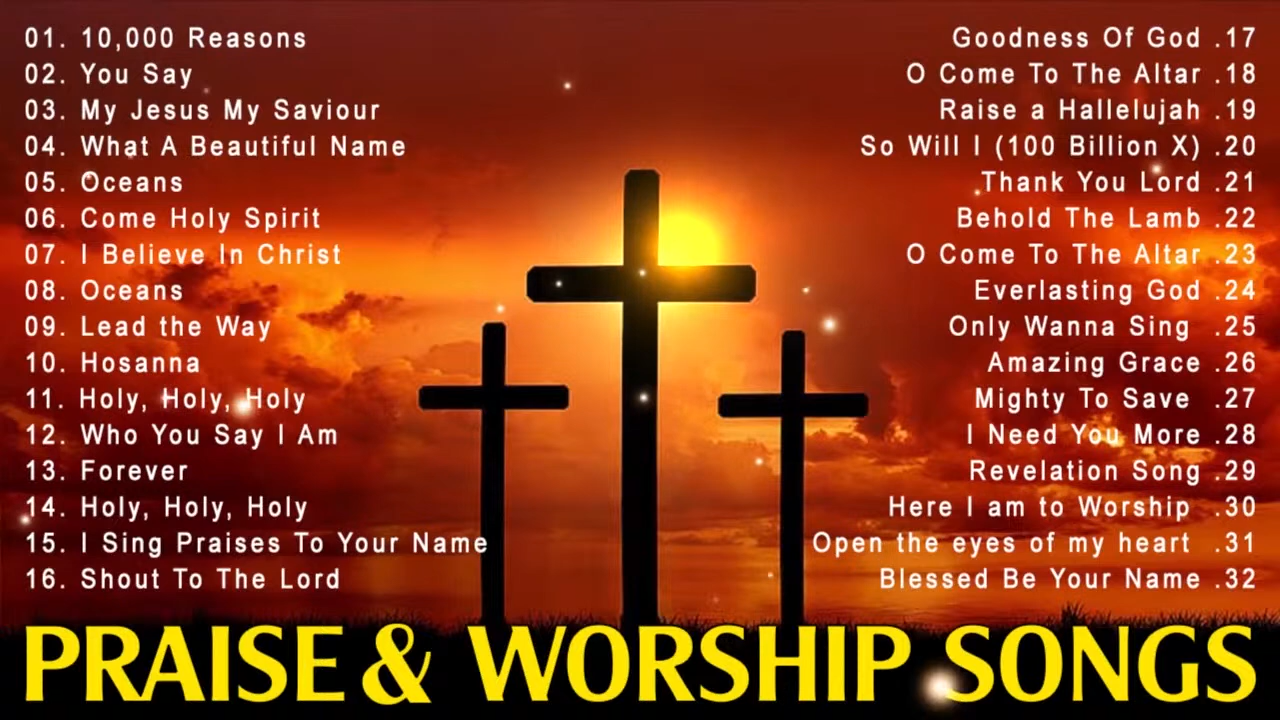 01. 10,000 Reasons
02. You Say
03. My Jesus My Saviour
04. What A Beautiful Name
05. Oceans
06. Come Holy Spirit
07. I Believe In Christ
08. Oceans
09. Lead the Way
10. Hosanna
11. Holy, Holy, Holy
12. Who You Say I Am
13. Forever
14. Holy, Holy, Holy
15. I Sing Praises To Your Name
16. Shout To The Lord
Goodness Of God .17
O Come To The Altar .18
Raise a Hallelujah .19
So Will I (100 Billion X) .20
Thank You Lord .21
Behold The Lamb .22
O Come To The Altar .23
Everlasting God .24
Only Wanna Sing .25
Amazing Grace .26
Mighty To Save .27
I Need You More .28
Revelation Song .29
Here I am to Worship .30
Open the eyes of my heart .31
Blessed Be Your Name .32
PRAISE & WORSHIP SONGS